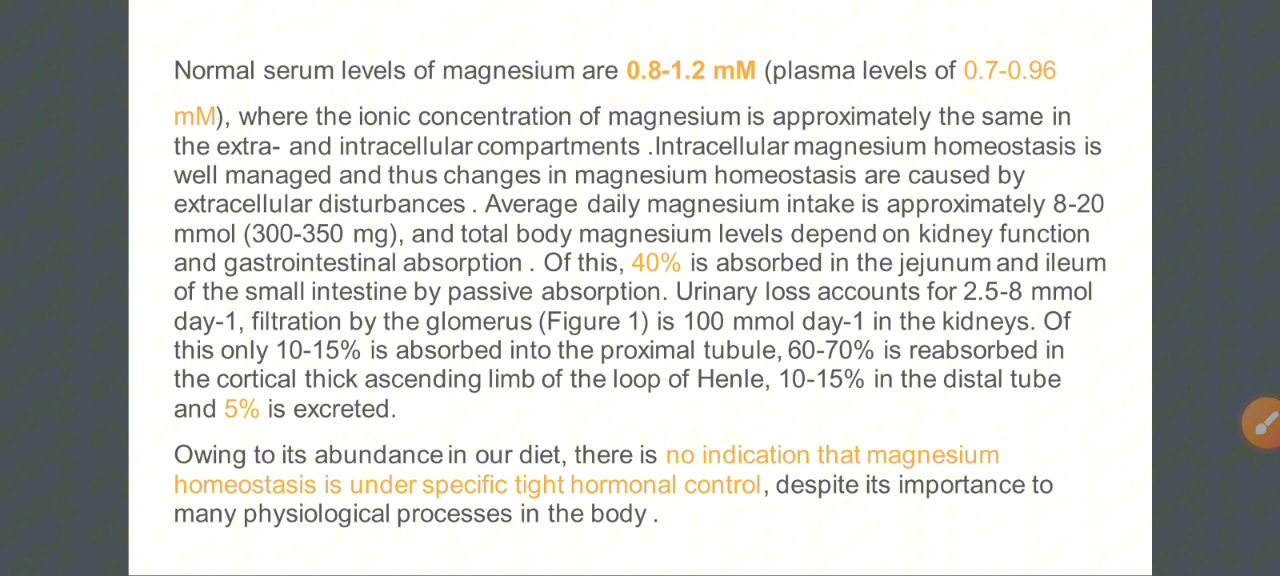 Normal serum levels of magnesium are 0.8-1.2 mM (plasma levels of 0.7-0.96
mM), where the ionic concentration of magnesium is approximately the same in
the extra- and intracellular compartments .Intracellular magnesium homeostasis is
well managed and thus changes in magnesium homeostasis are caused by
extracellular disturbances . Average daily magnesium intake is approximately 8-20
mmol (300-350 mg), and total body magnesium levels depend on kidney function
and gastrointestinal absorption . Of this, 40% is absorbed in the jejunum and ileum
of the small intestine by passive absorption. Urinary loss accounts for 2.5-8 mmol
day-1, filtration by the glomerus (Figure 1) is 100 mmol day-1 in the kidneys. Of
this only 10-15% is absorbed into the proximal tubule, 60-70% is reabsorbed in
the cortical thick ascending limb of the loop of Henle, 10-15% in the distal tube
and 5% is excreted.
Owing to its abundance in our diet, there is no indication that magnesium
homeostasis is under specific tight hormonal control, despite its importance to
many physiological processes in the body .